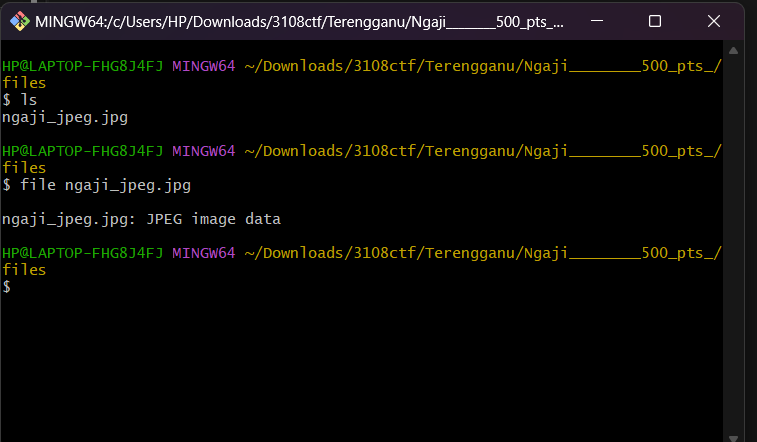 MINGW64:/c/Users/HP/Downloads/3108ctf/Terengganu/Ngaji_______500_pts_...
HP@LAPTOP-FHG8J4FJ MINGW64 ~/Downloads/3108ctf/Terengganu/Ngaji________500_pts_/
files
$ ls
ngaji_jpeg.jpg
HP@LAPTOP-FHG8J4FJ MINGW64 ~/Downloads/3108ctf/Terengganu/Ngaji________500_pts_/
files
$ file ngaji_jpeg.jpg
ngaji_jpeg.jpg: JPEG image data
HP@LAPTOP-FHG8J4FJ MINGW64 ~/Downloads/3108ctf/Terengganu/Ngaji________500_pts_/
files
$